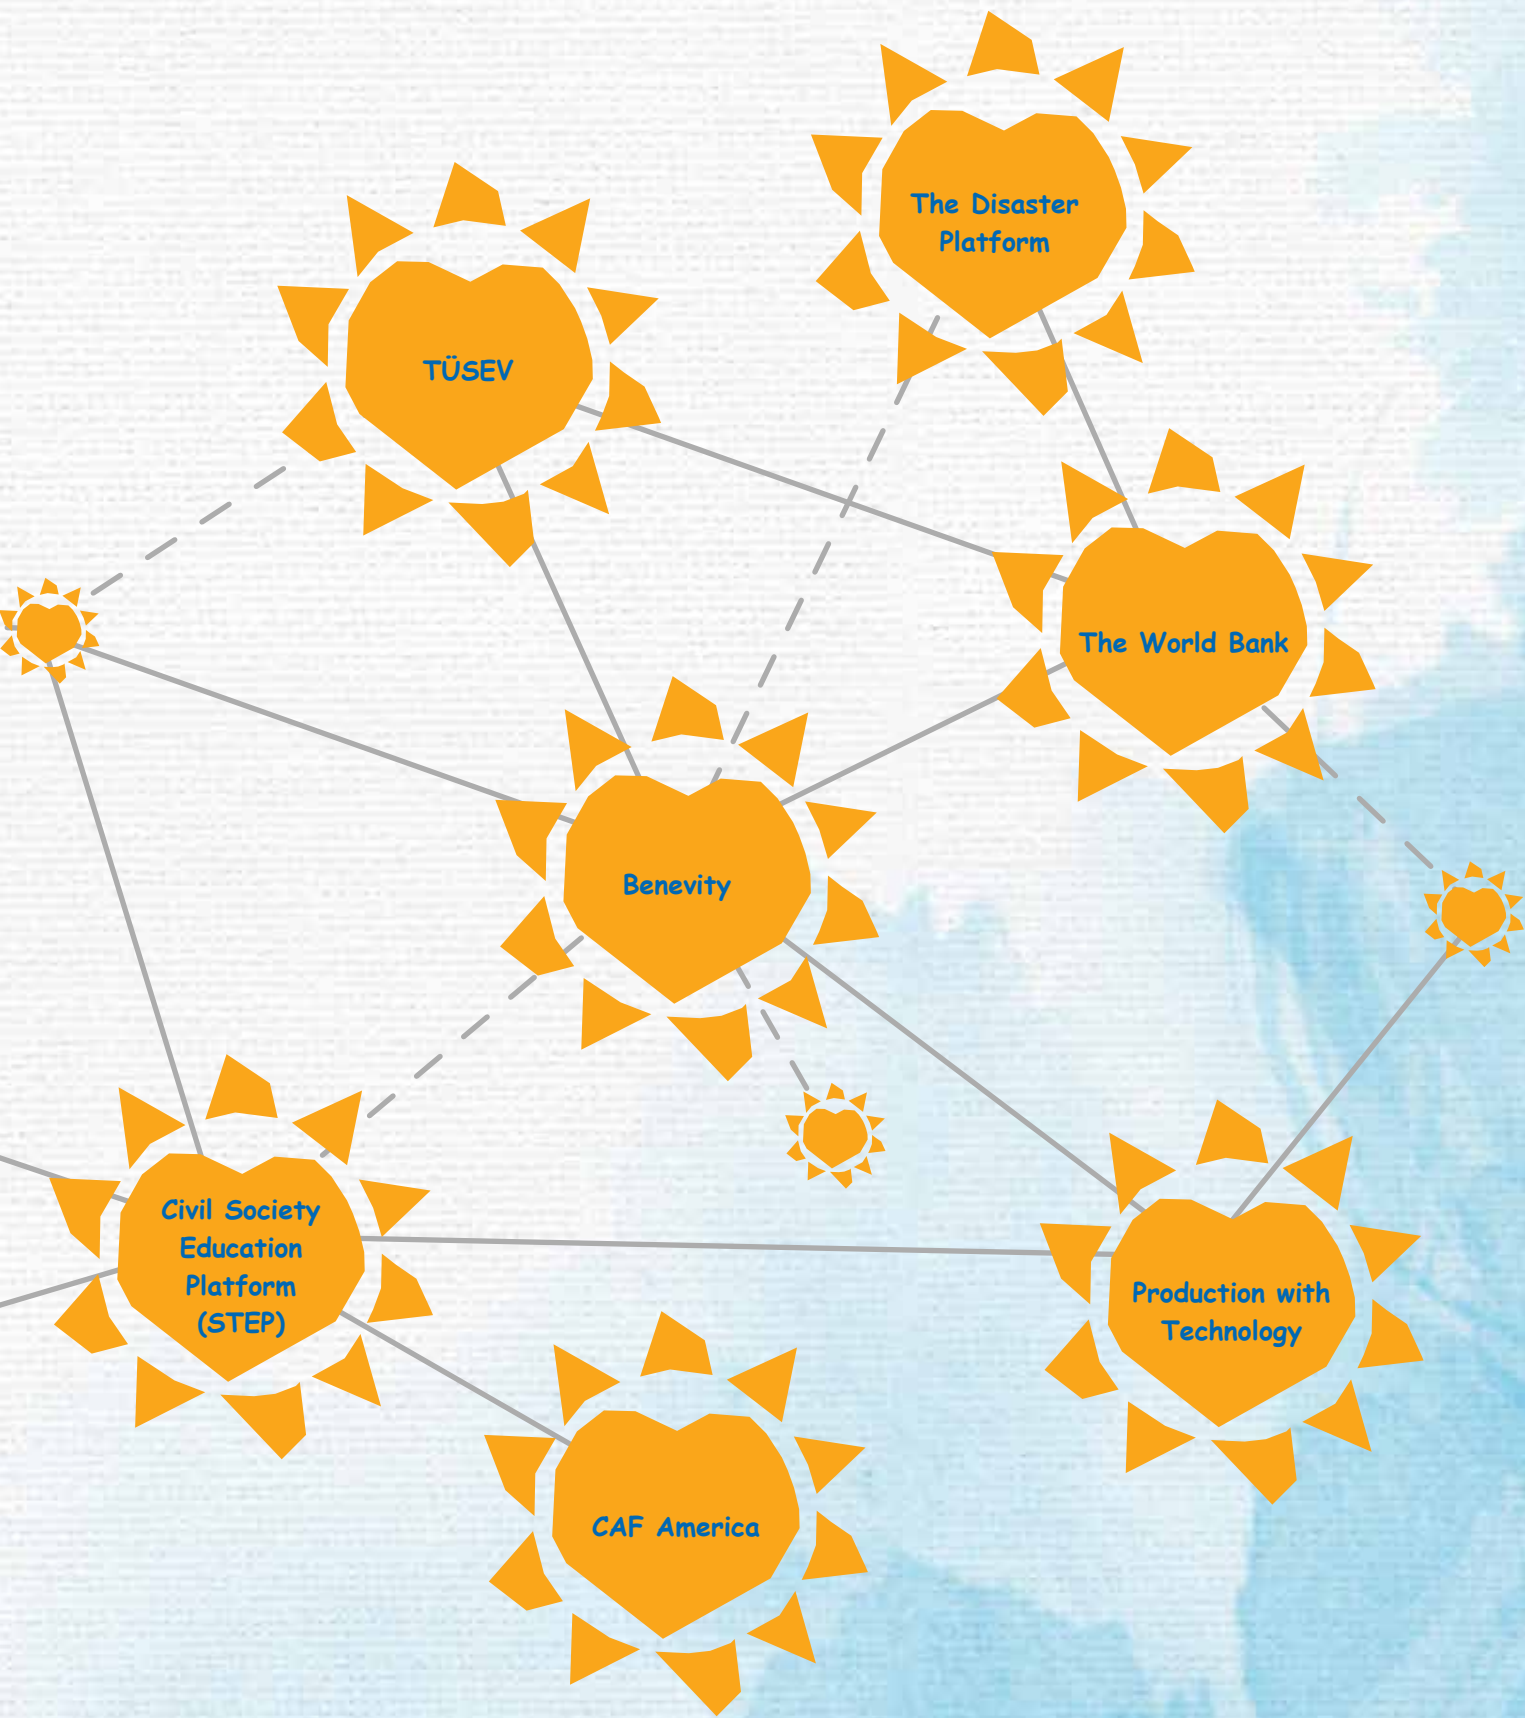 The Disaster
Platform
TÜSEV
The World Bank
Benevity
Civil Society
Education
Platform
(STEP)
Production with
Technology
CAF America